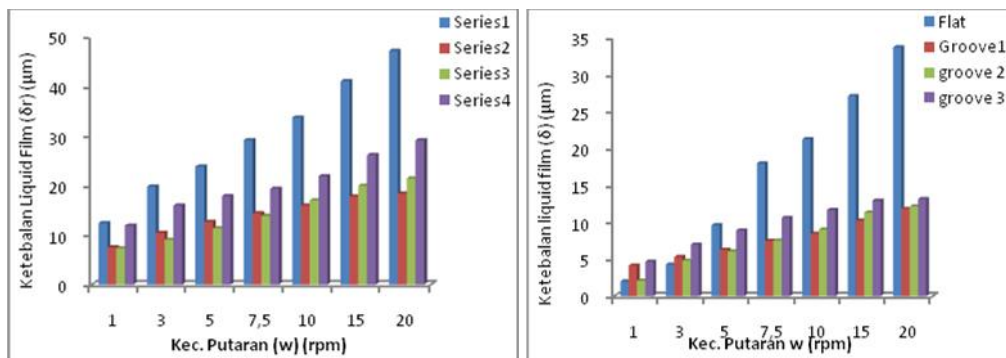 Ketebalan Liquid Film (δr) (µm)
50
40
30
20
10
0
1 3 5 7,5 10 15 20
Kec. Putaran (w) (rpm)
Series1
Series2
Series3
Series4
Ketebalan liquid film (δ) (µm)
35
30
25
20
15
10
5
0
1 3 5 7,5 10 15 20
Kec. Putaran w (rpm)
Flat
Groove1
groove 2
groove 3